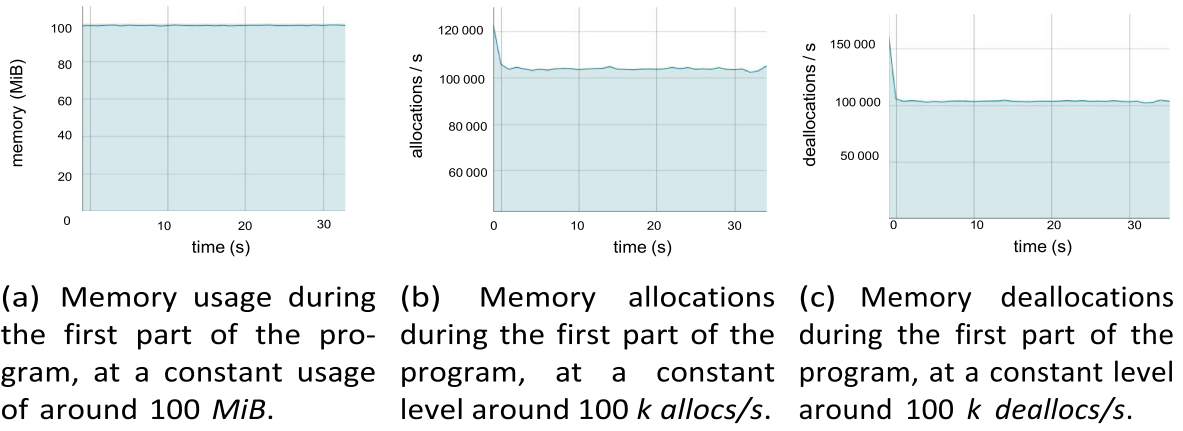 memory (MiB)
100
80
60
40
20
0
10
20
30
time (s)
allocations / s
120 000
100 000
80 000
60 000
0
10
20
30
time (s)
deallocations / s
150 000
100 000
50 000
0
10
20
30
time (s)
(a) Memory usage during
the first part of the pro-
gram, at a constant usage
of around 100 MiB.
(b) Memory allocations
during the first part of the
program, at a constant
level around 100 k allocs/s.
(c) Memory deallocations
during the first part of the
program, at a constant level
around 100 k deallocs/s.